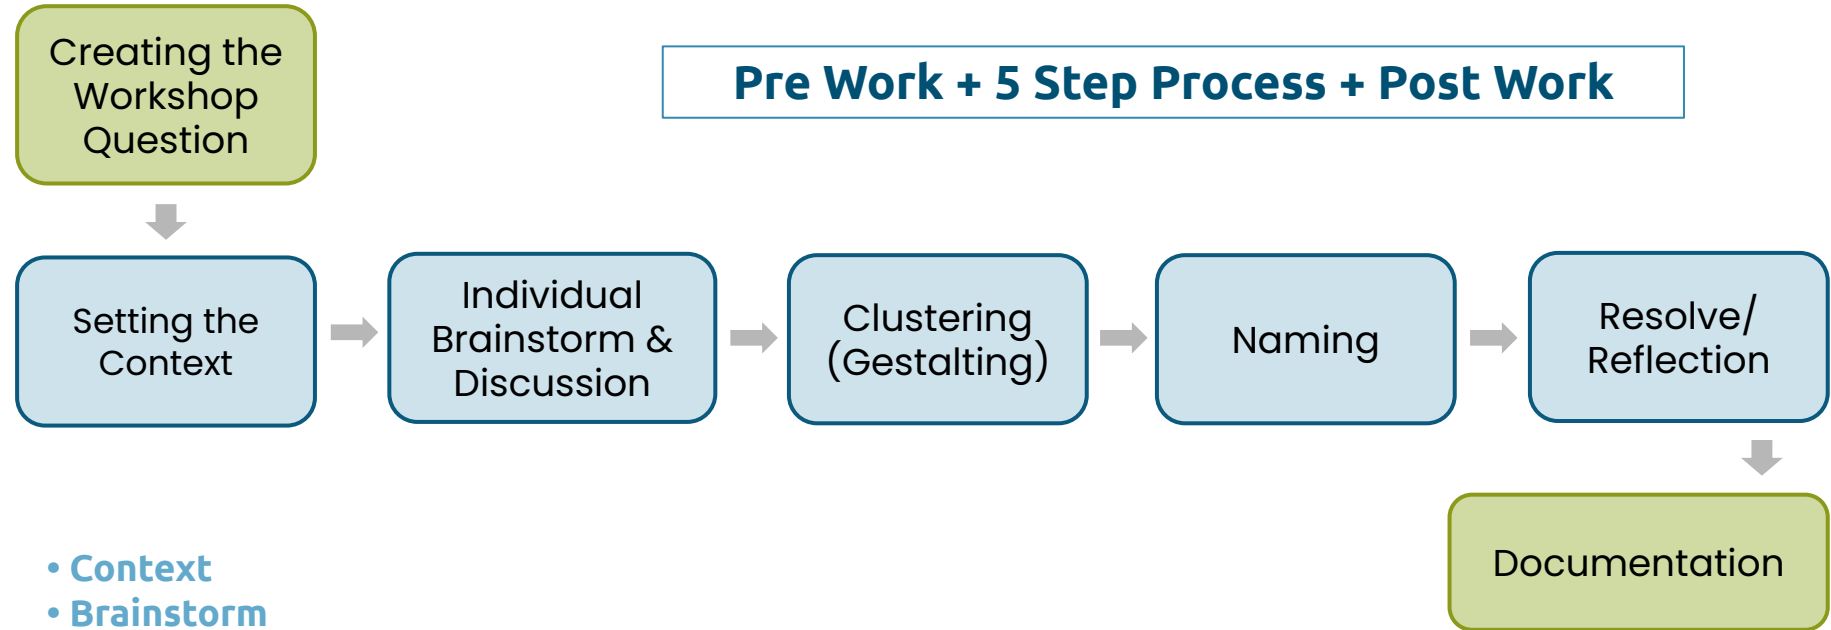 Creating the
Workshop
Question
Pre Work + 5 Step Process + Post Work
Setting the
Context
Individual
Brainstorm &
Discussion
Clustering
(Gestalting)
Naming
Resolve/
Reflection
Documentation
• Context
• Brainstorm